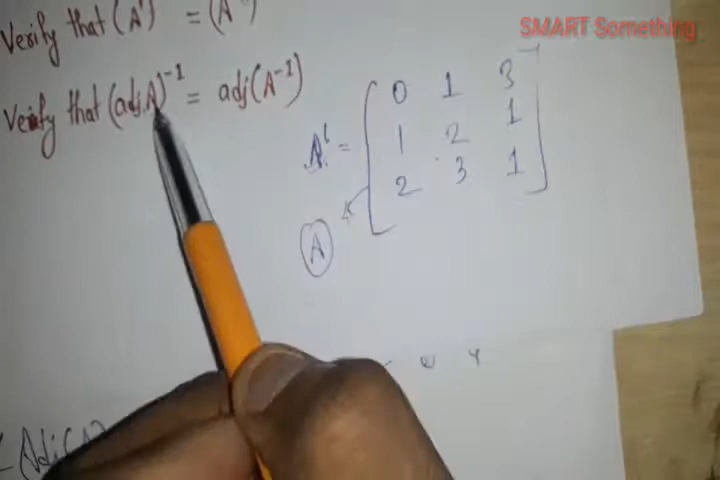 SMART Something
Verify that (A')  = (A
Verify that (adj.A)⁻¹ = adj(A⁻¹)
A' =
0 1 3
1 2 1
2 3 1
A